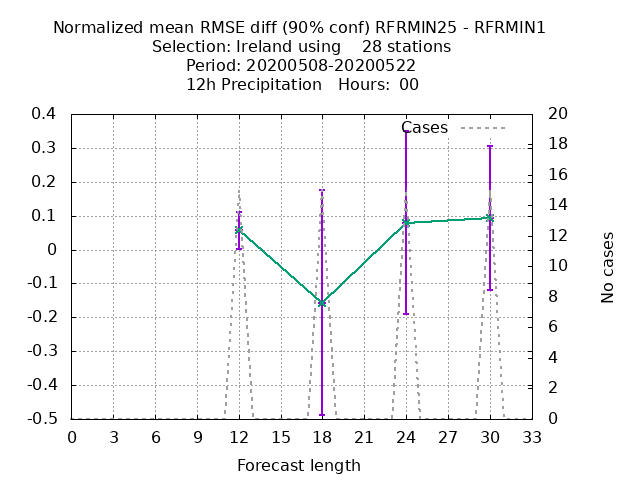 Normalized mean RMSE diff (90% conf) RFRMIN25 - RFRMIN1
Selection: Ireland using 28 stations
Period: 20200508-20200522
12h Precipitation Hours: 00
Cases
0.4
0.3
0.2
0.1
0
-0.1
-0.2
-0.3
-0.4
-0.5
20
18
16
14
12
10
8
6
4
2
0
No cases
0 3 6 9 12 15 18 21 24 27 30 33
Forecast length